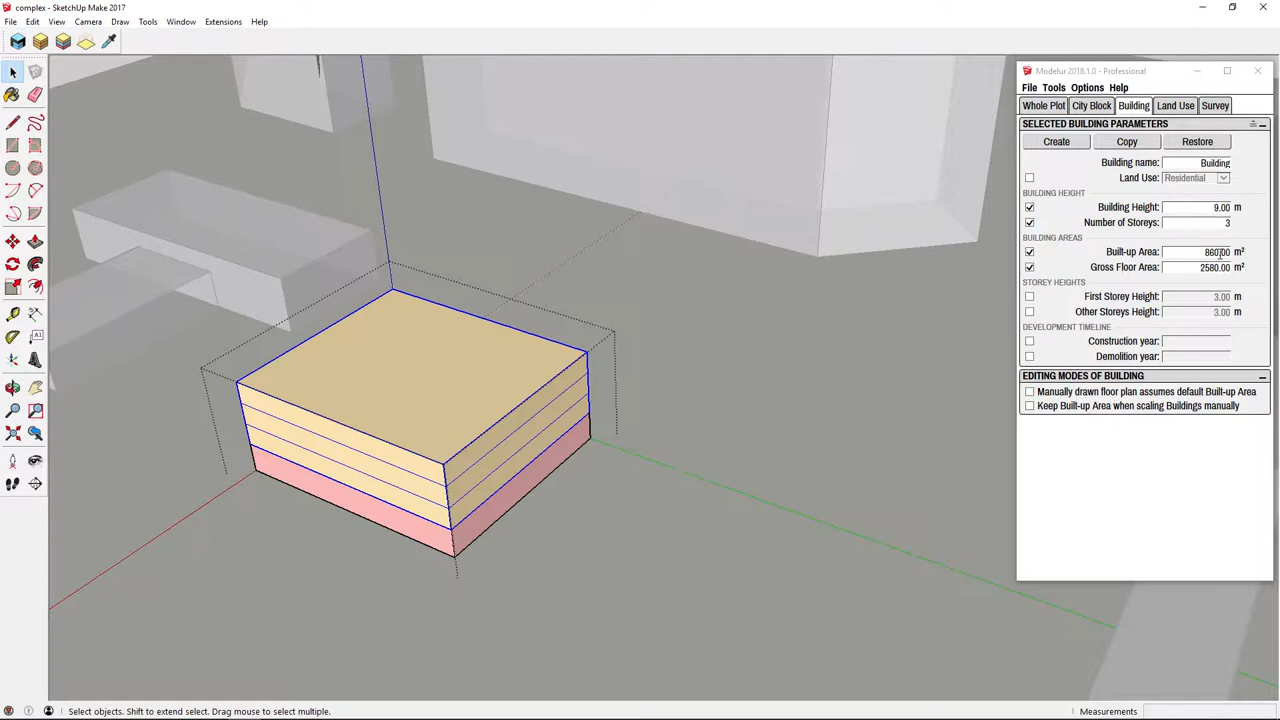 complex - SketchUp Make 2017
File Edit View Camera Draw Tools Window Extensions Help
Modelur 2018.1.0 - Professional
File Tools Options Help
Whole Plot City Block Building Land Use Survey
SELECTED BUILDING PARAMETERS
Create Copy Restore
Building name: Building
Land Use: Residential
BUILDING HEIGHT
Building Height: 9.00 m
Number of Storeys: 3
BUILDING AREAS
Built-up Area: 860.00 m²
Gross Floor Area: 2580.00 m²
STOREY HEIGHTS
First Storey Height: 3.00 m
Other Storeys Height: 3.00 m
DEVELOPMENT TIMELINE
Construction year:
Demolition year:
EDITING MODES OF BUILDING
Manually drawn floor plan assumes default Built-up Area
Keep Built-up Area when scaling Buildings manually
Select objects. Shift to extend select. Drag mouse to select multiple.
Measurements